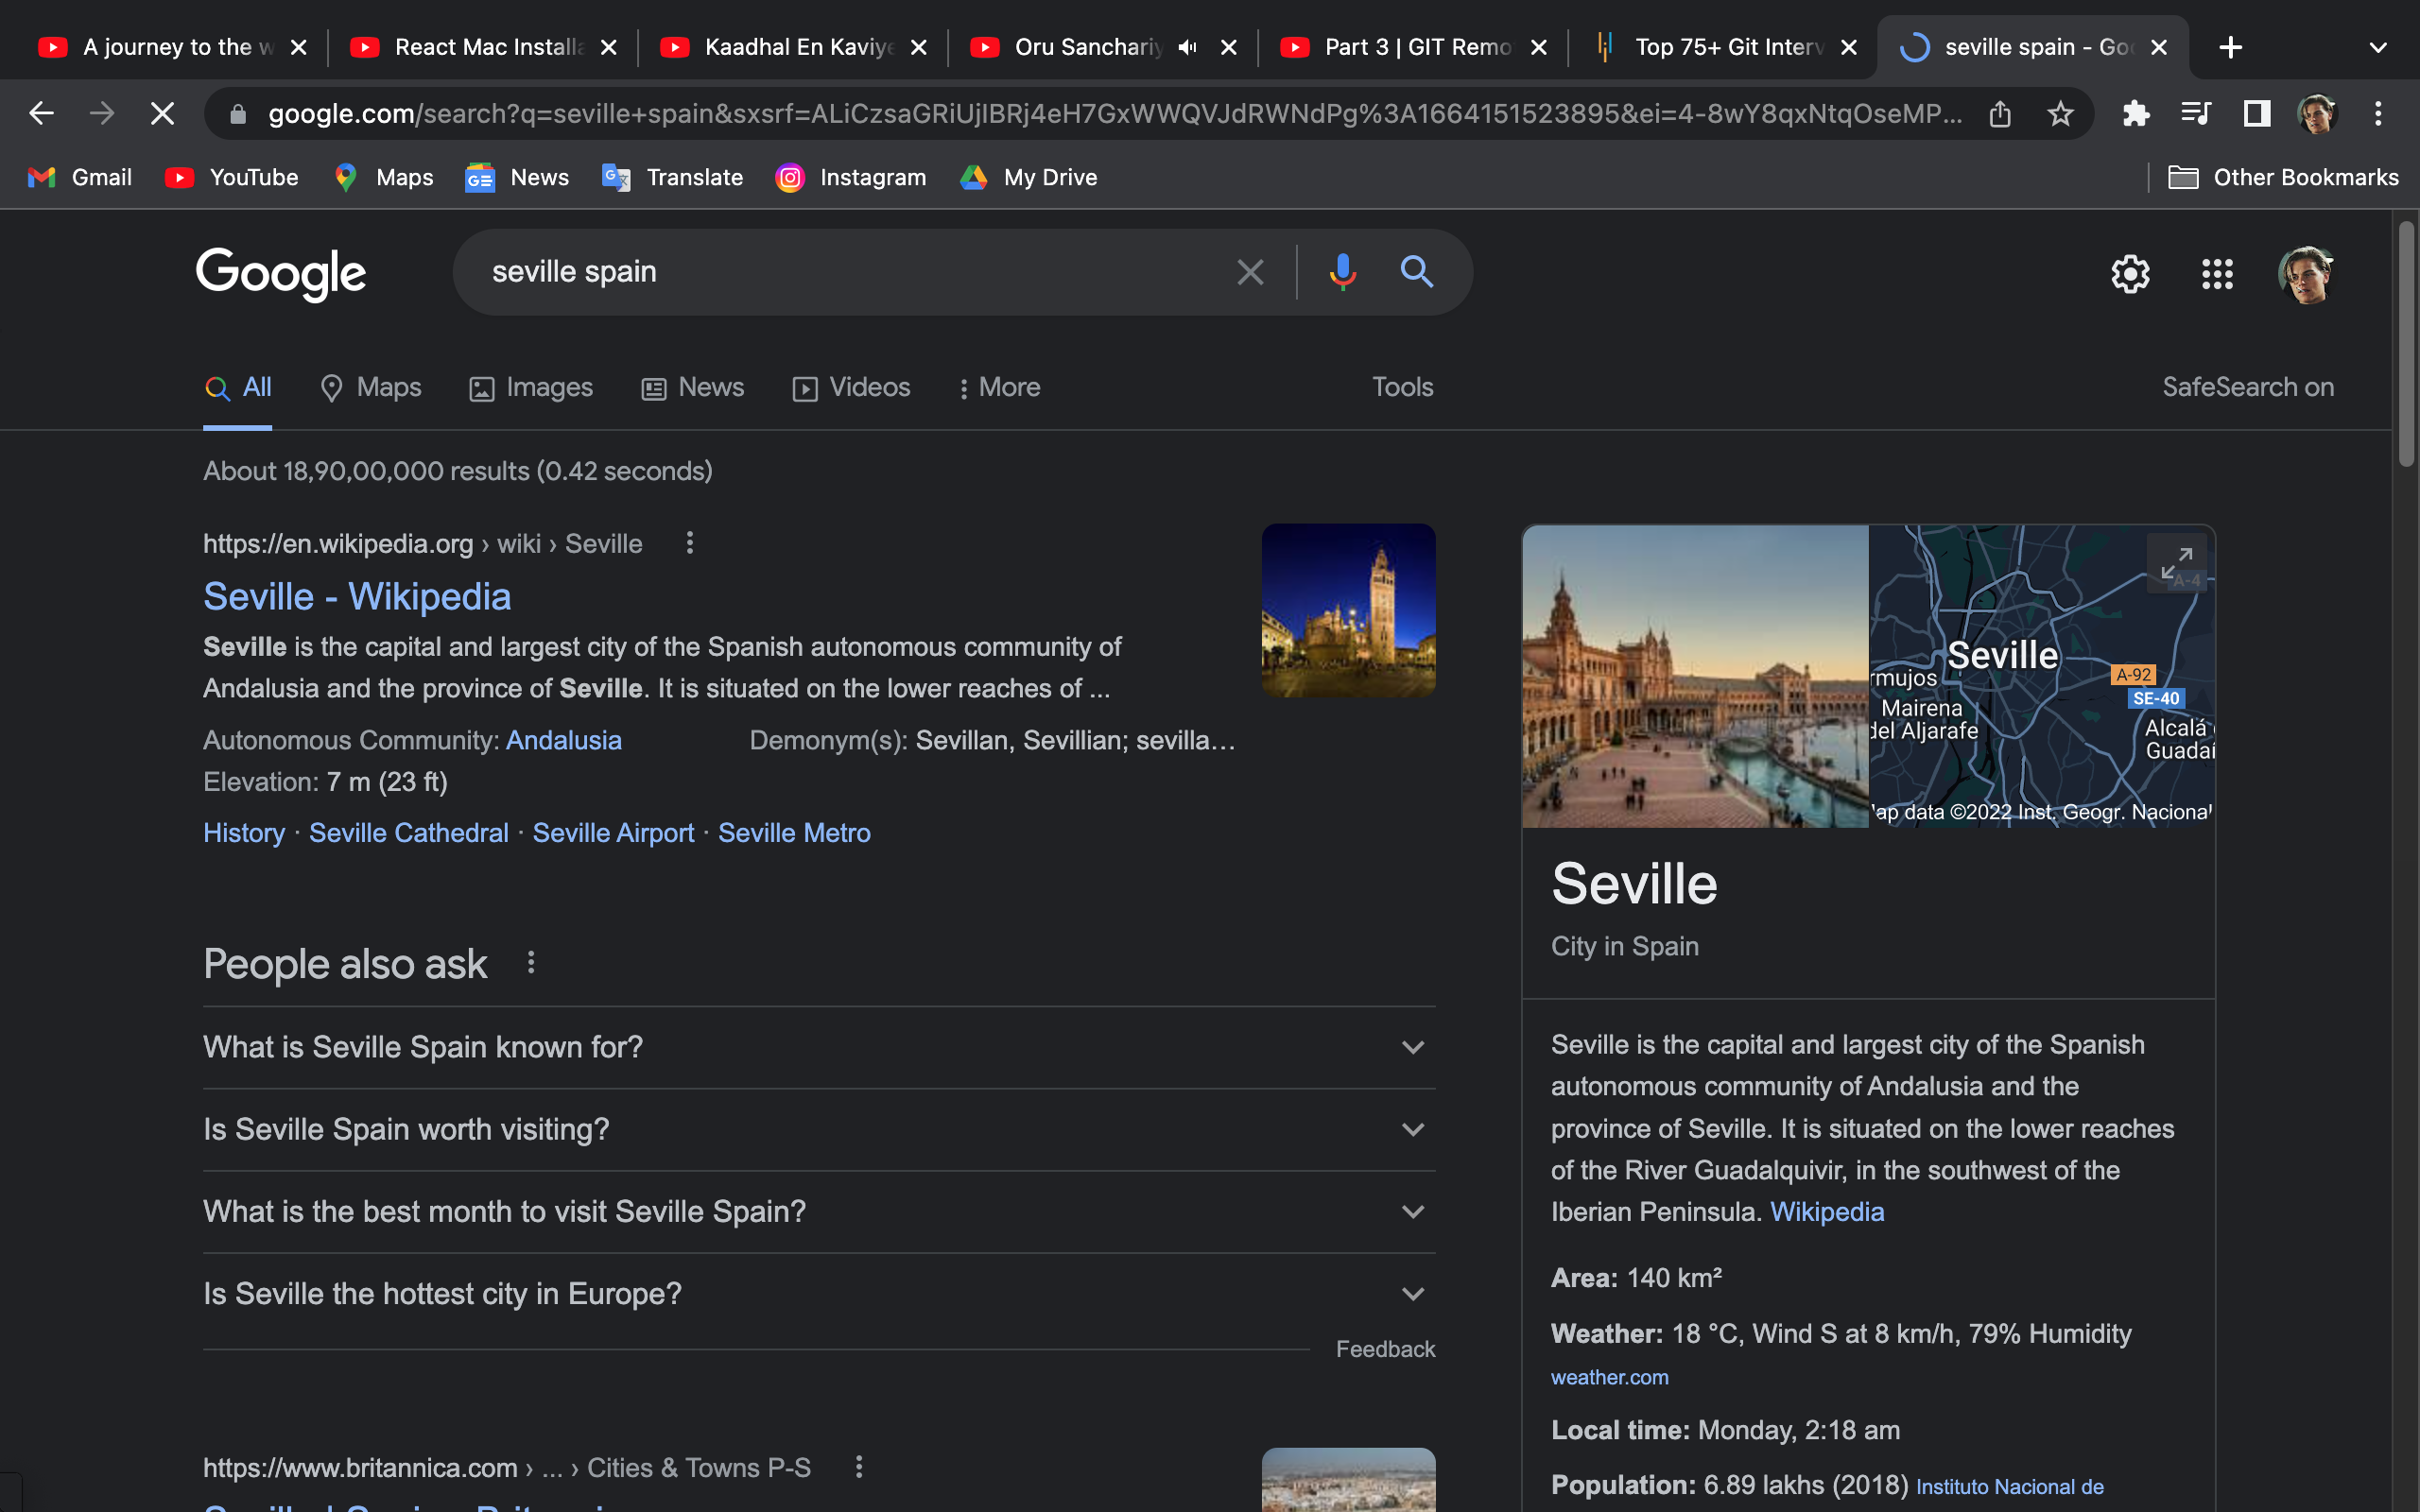 A journey to the w
React Mac Installa
Kaadhal En Kaviye
Oru Sanchariy
Part 3 | GIT Remo
Top 75+ Git Interv
seville spain - Goo
google.com/search?q=seville+spain&sxsrf=ALiCzsaGRiUjIBRj4eH7GxWWQVJdRWNdPg%3A1664151523895&ei=4-8wY8qxNtqOseMP...
Gmail
YouTube
Maps
News
Translate
Instagram
My Drive
Other Bookmarks
Google
seville spain
All
Maps
Images
News
Videos
More
Tools
SafeSearch on
About 18,90,00,000 results (0.42 seconds)
https://en.wikipedia.org › wiki › Seville
Seville - Wikipedia
Seville is the capital and largest city of the Spanish autonomous community of
Andalusia and the province of Seville. It is situated on the lower reaches of ...
Autonomous Community: Andalusia
Demonym(s): Sevillan, Sevillian; sevilla...
Elevation: 7 m (23 ft)
History · Seville Cathedral · Seville Airport · Seville Metro
People also ask
What is Seville Spain known for?
Is Seville Spain worth visiting?
What is the best month to visit Seville Spain?
Is Seville the hottest city in Europe?
Feedback
https://www.britannica.com › ... › Cities & Towns P-S
A-4
Seville
rmujos
A-92
SE-40
Mairena
del Aljarafe
Alcalá
Guadaí
ap data ©2022 Inst. Geogr. Nacional
Seville
City in Spain
Seville is the capital and largest city of the Spanish
autonomous community of Andalusia and the
province of Seville. It is situated on the lower reaches
of the River Guadalquivir, in the southwest of the
Iberian Peninsula. Wikipedia
Area: 140 km²
Weather: 18 °C, Wind S at 8 km/h, 79% Humidity
weather.com
Local time: Monday, 2:18 am
Population: 6.89 lakhs (2018) Instituto Nacional de